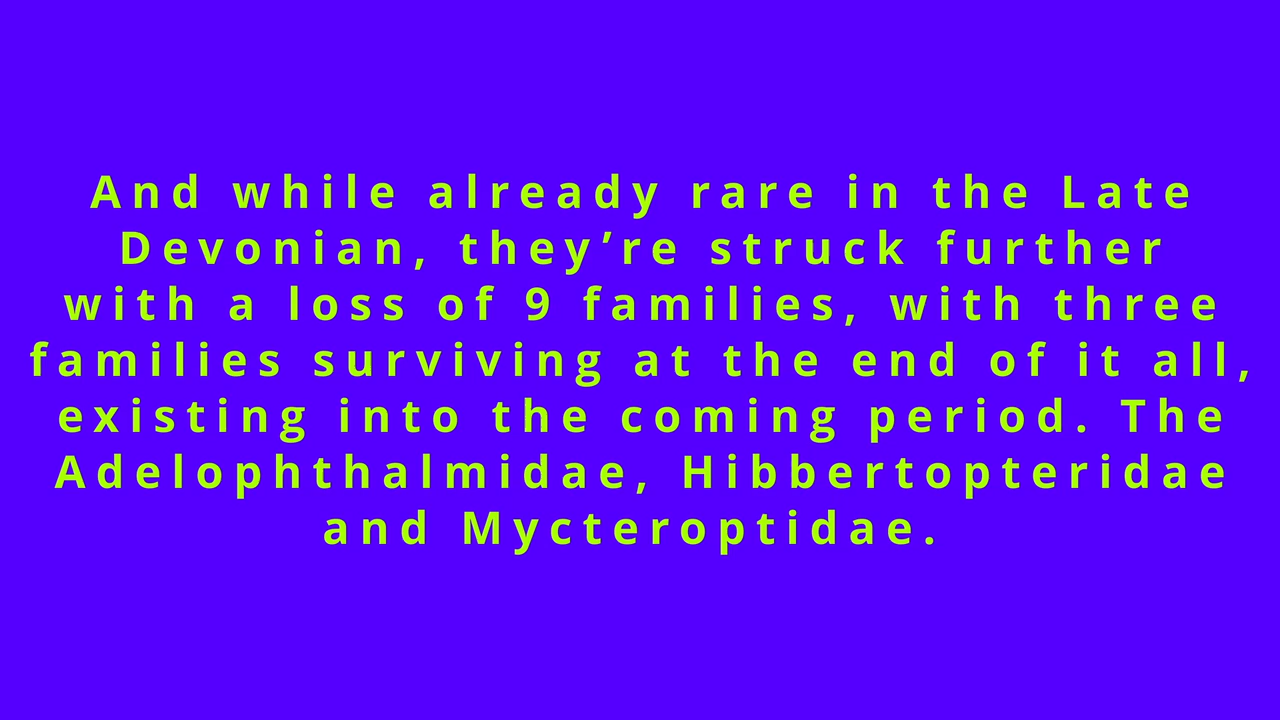 And while already rare in the Late
Devonian, they’re struck further
with a loss of 9 families, with three
families surviving at the end of it all,
existing into the coming period. The
Adelophthalmidae, Hibbertopteridae
and Mycteroptidae.